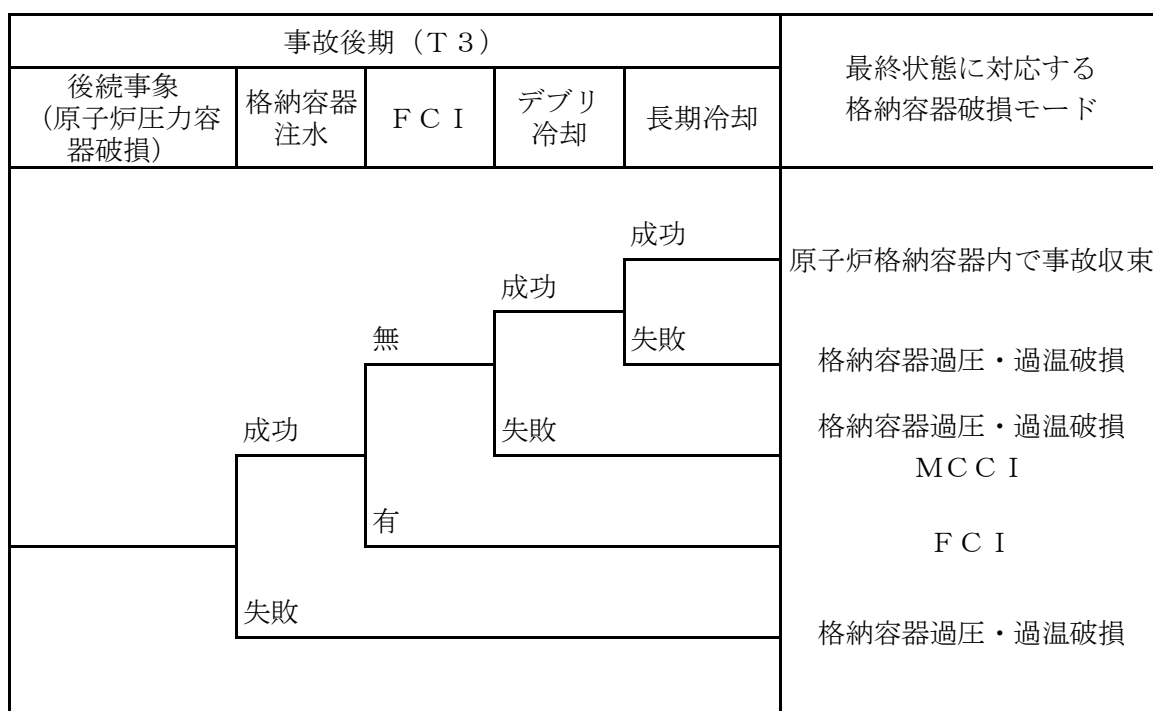 事故後期（Ｔ３）
最終状態に対応する
格納容器破損モード
後続事象
(原子炉圧力容
器破損)
格納容器
注水
ＦＣＩ
デブリ
冷却
長期冷却
成功
原子炉格納容器内で事故収束
成功
無
失敗
格納容器過圧・過温破損
成功
失敗
格納容器過圧・過温破損
ＭＣＣＩ
有
ＦＣＩ
失敗
格納容器過圧・過温破損